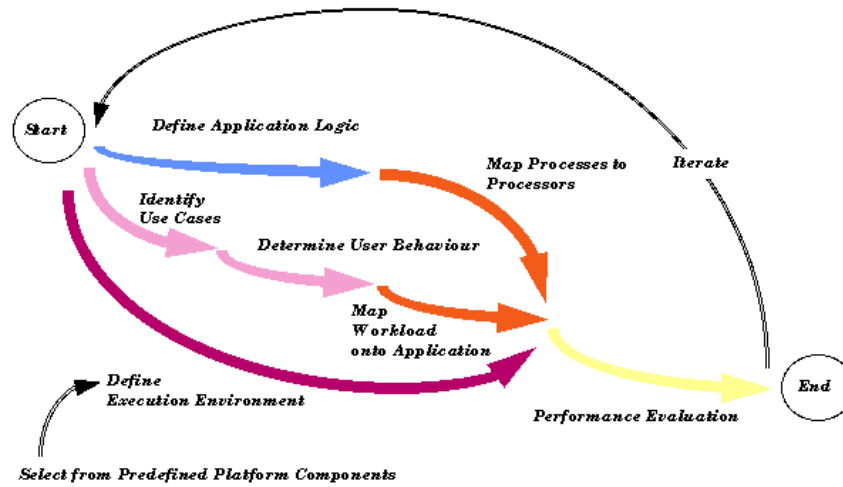 Start
Define Application Logic
Map Processes to
Processors
Iterate
Identify
Use Cases
Determine User Behaviour
Map
Workload
onto Application
Define
Execution Environment
End
Performance Evaluation
Select from Predefined Platform Components